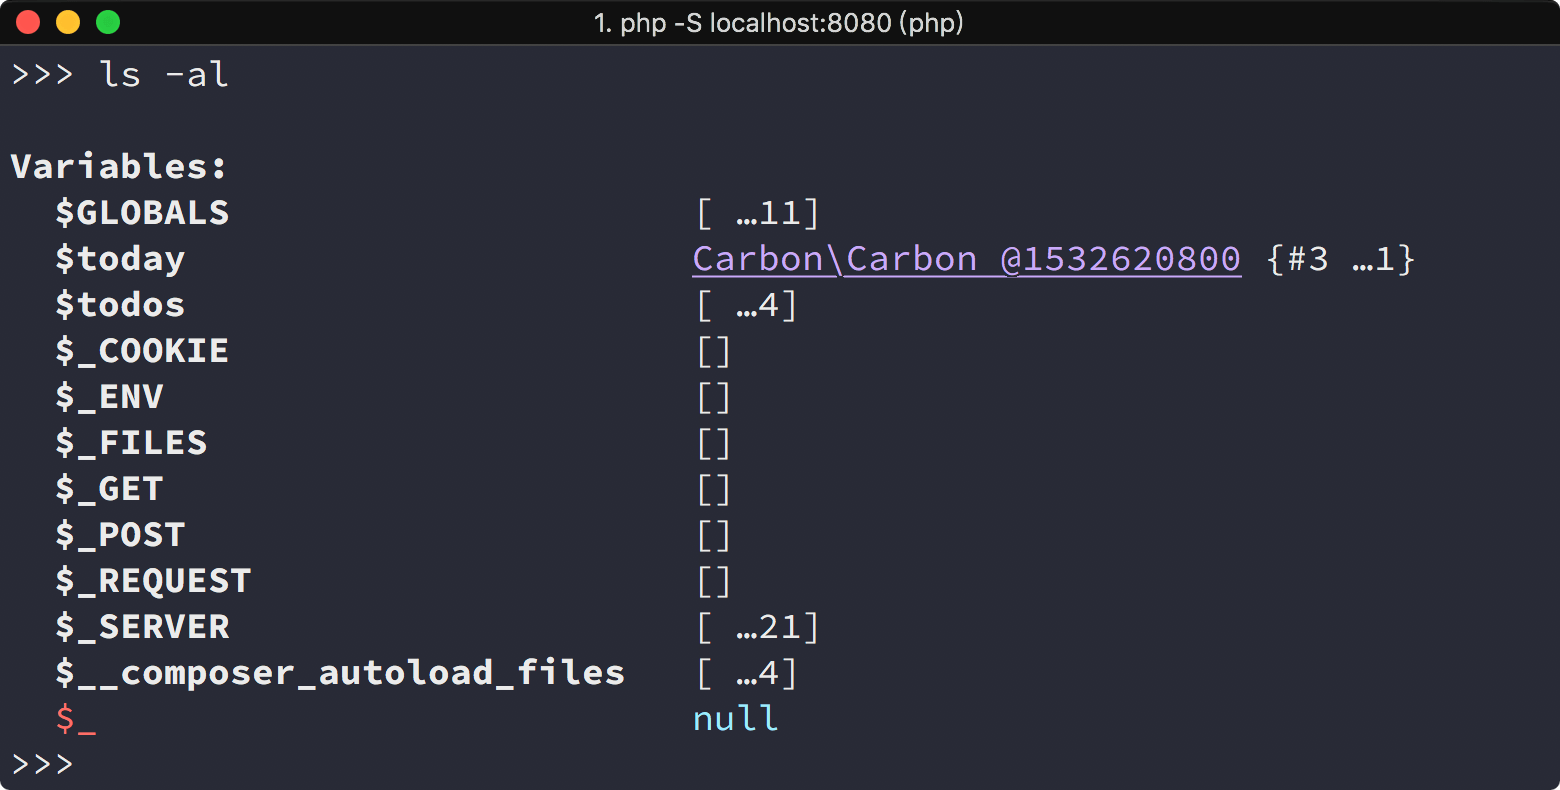 1. php -S localhost:8080 (php)
>>> ls -al
Variables:
$GLOBALS [ …11]
$today Carbon\Carbon @1532620800 {#3 …1}
$todos [ …4]
$_COOKIE []
$_ENV []
$_FILES []
$_GET []
$_POST []
$_REQUEST []
$_SERVER [ …21]
$__composer_autoload_files [ …4]
$_ null
>>>